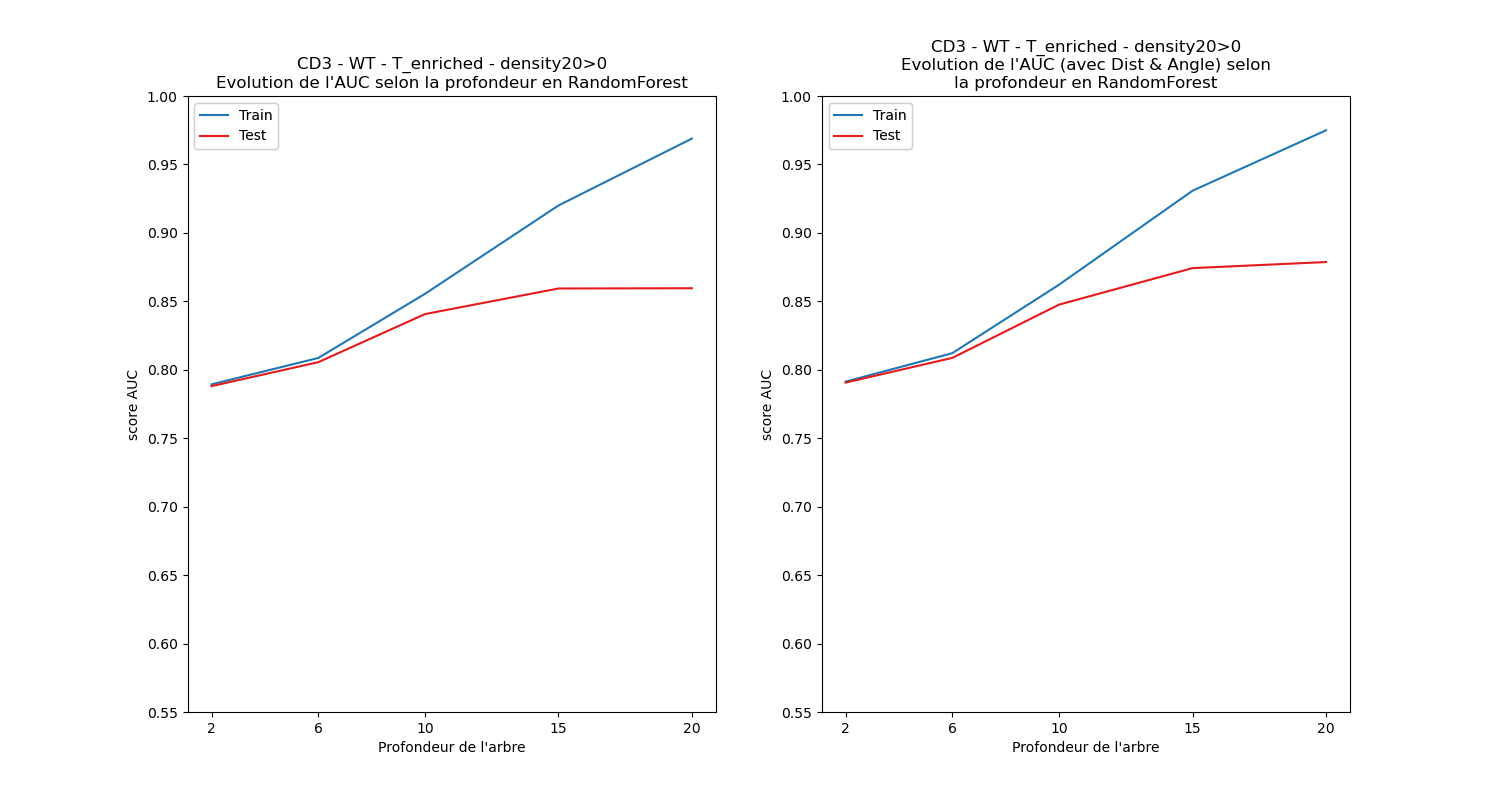 CD3 - WT - T_enriched - density20>0
Evolution de l'AUC selon la profondeur en RandomForest
1.00
0.95
0.90
0.85
0.80
0.75
0.70
0.65
0.60
0.55
score AUC
Train
Test
2 6 10 15 20
Profondeur de l'arbre
CD3 - WT - T_enriched - density20>0
Evolution de l'AUC (avec Dist & Angle) selon
la profondeur en RandomForest
1.00
0.95
0.90
0.85
0.80
0.75
0.70
0.65
0.60
0.55
score AUC
Train
Test
2 6 10 15 20
Profondeur de l'arbre